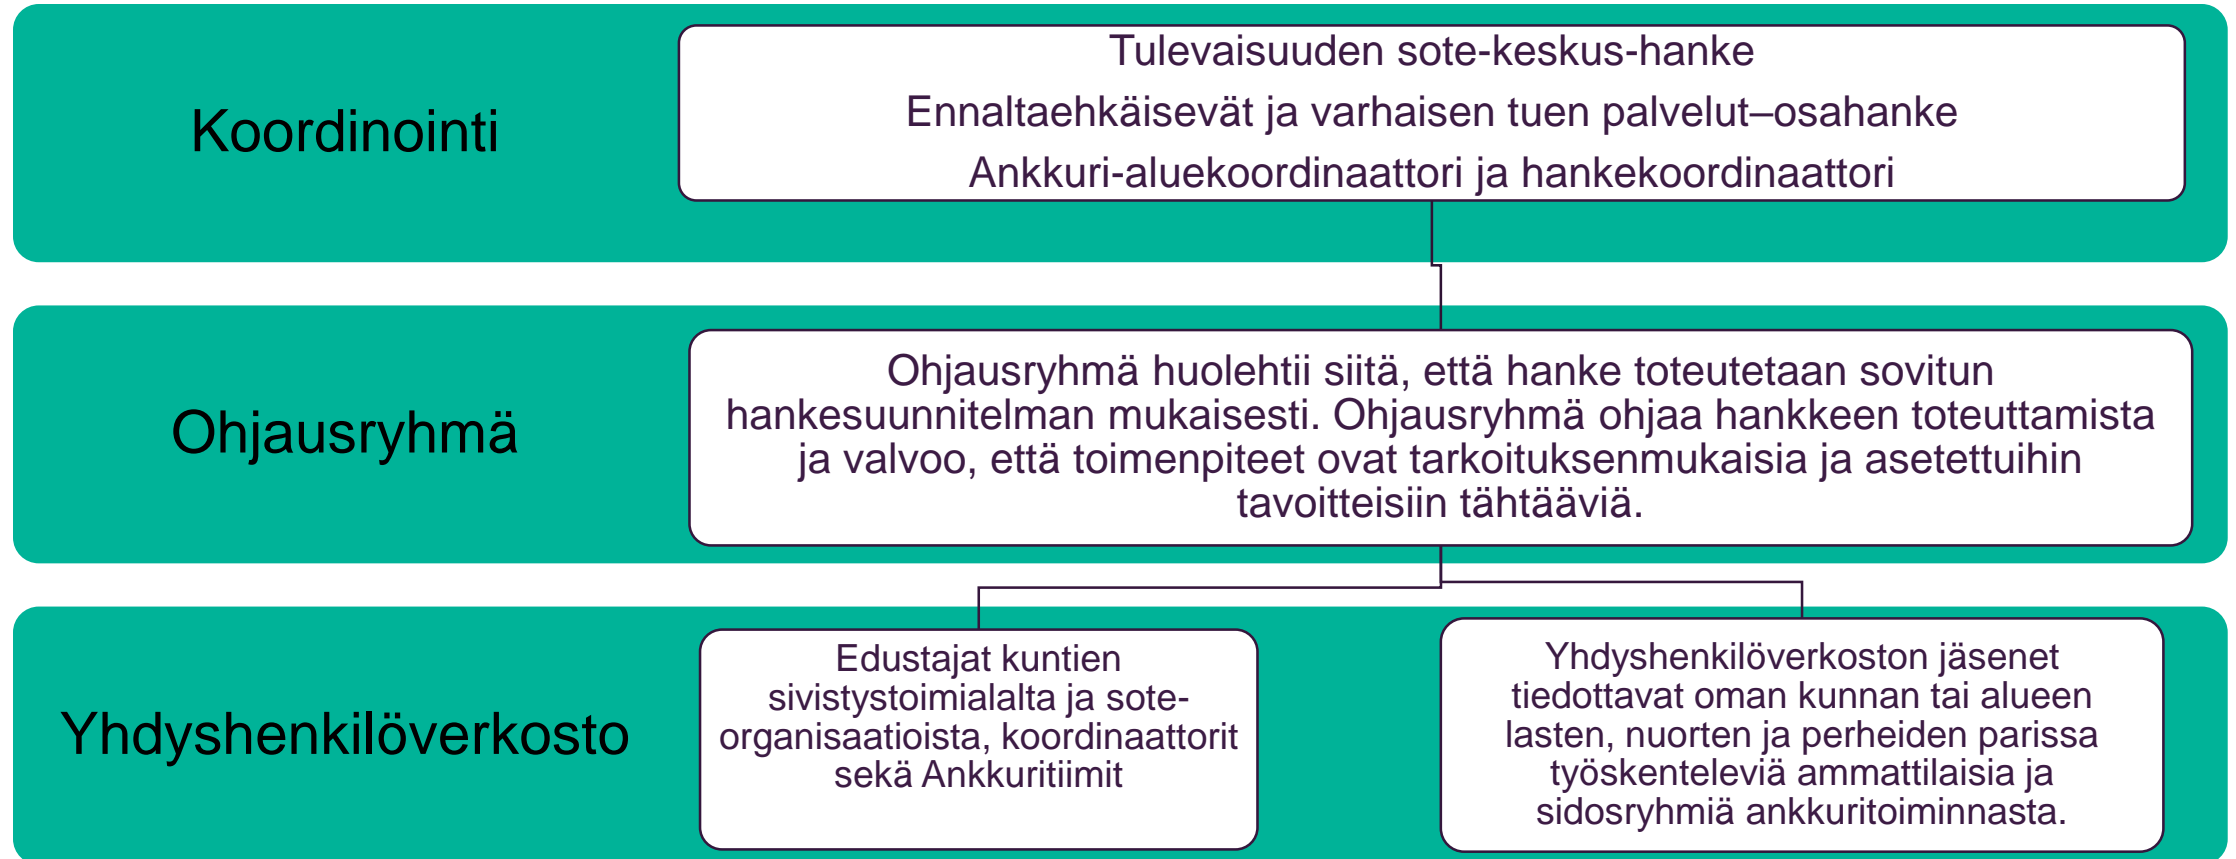 Koordinointi
Tulevaisuuden sote-keskus-hanke
Ennaltaehkäisevät ja varhaisen tuen palvelut–osahanke
Ankkuri-aluekoordinaattori ja hankekoordinaattori
Ohjausryhmä
Ohjausryhmä huolehtii siitä, että hanke toteutetaan sovitun
hankesuunnitelman mukaisesti. Ohjausryhmä ohjaa hankkeen toteuttamista
ja valvoo, että toimenpiteet ovat tarkoituksenmukaisia ja asetettuihin
tavoitteisiin tähtääviä.
Yhdyshenkilöverkosto
Edustajat kuntien
sivistystoimialalta ja sote-
organisaatioista, koordinaattorit
sekä Ankkuritiimit
Yhdyshenkilöverkoston jäsenet
tiedottavat oman kunnan tai alueen
lasten, nuorten ja perheiden parissa
työskenteleviä ammattilaisia ja
sidosryhmiä ankkuritoiminnasta.